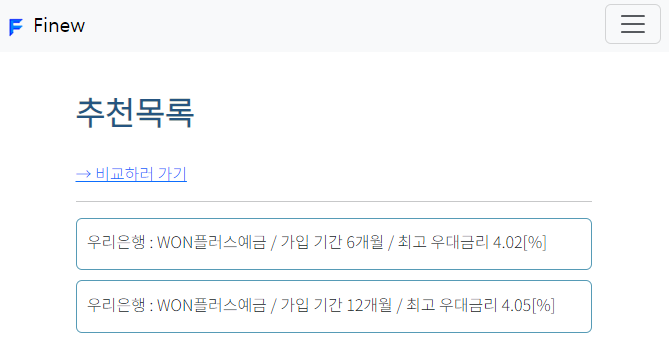 Finew
추천목록
→ 비교하러 가기
우리은행 : WON플러스예금 / 가입 기간 6개월 / 최고 우대금리 4.02[%]
우리은행 : WON플러스예금 / 가입 기간 12개월 / 최고 우대금리 4.05[%]